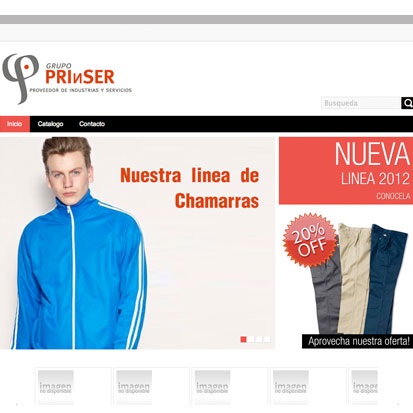 GRUPO
PRIиSER
PROVEEDOR DE INDUSTRIAS Y SERVICIOS
Busqueda
Inicio Catalogo Contacto
Nuestra linea de
Chamarras
NUEVA
LINEA 2012
CONOCELA
20%
OFF
Aprovecha nuestra oferta!
imagen imagen imagen imagen imagen
no disponible no disponible no disponible no disponible no disponible